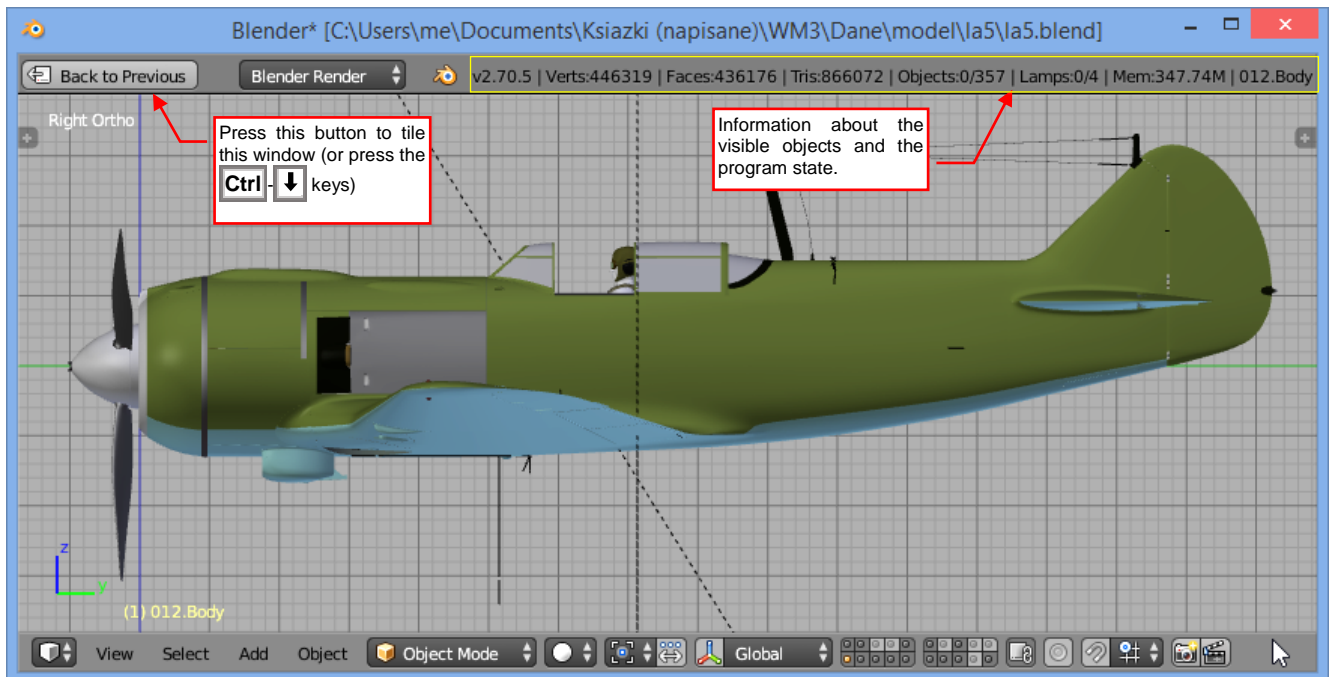 Blender* [C:\Users\me\Documents\Ksiazki (napisane)\WM3\Dane\model\la5\la5.blend]
Back to Previous
Blender Render
v2.70.5 | Verts:446319 | Faces:436176 | Tris:866072 | Objects:0/357 | Lamps:0/4 | Mem:347.74M | 012.Body
Right Ortho
Press this button to tile
this window (or press the
Ctrl - ⬇ keys)
Information about the
visible objects and the
program state.
z
y
(1) 012.Body
View Select Add Object Object Mode Global